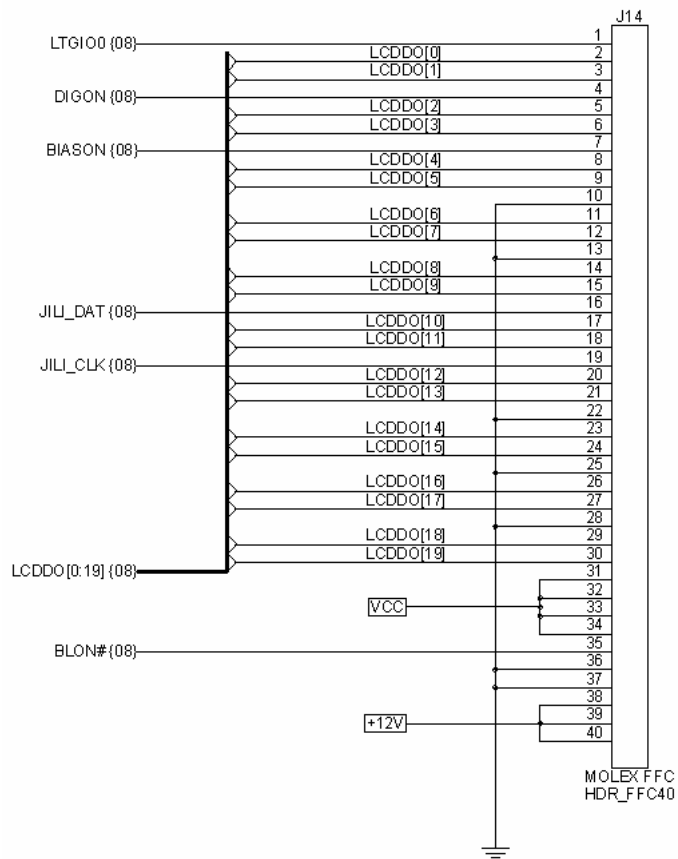 J14
LTGIO0 {08} 1
LCDDO[0] 2
LCDDO[1] 3
DIGON {08} 4
LCDDO[2] 5
LCDDO[3] 6
BIASON {08} 7
LCDDO[4] 8
LCDDO[5] 9
10
LCDDO[6] 11
LCDDO[7] 12
13
LCDDO[8] 14
LCDDO[9] 15
JILI_DAT {08} 16
LCDDO[10] 17
LCDDO[11] 18
JILI_CLK {08} 19
LCDDO[12] 20
LCDDO[13] 21
22
LCDDO[14] 23
LCDDO[15] 24
25
LCDDO[16] 26
LCDDO[17] 27
28
LCDDO[18] 29
LCDDO[19] 30
LCDDO[0:19] {08} 31
32
VCC 33
34
BLON# {08} 35
36
37
38
+12V 39
40
MOLEX FFC
HDR_FFC40